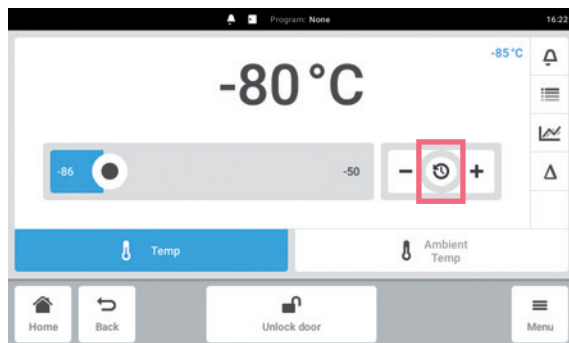 Program: None
16:22
-85 °C
-80 °C
-86
-50
− +
Temp
Ambient
Temp
Home
Back
Unlock door
Menu